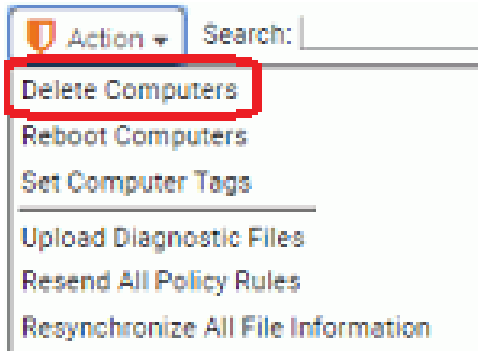 Action Search:
Delete Computers
Reboot Computers
Set Computer Tags
Upload Diagnostic Files
Resend All Policy Rules
Resynchronize All File Information